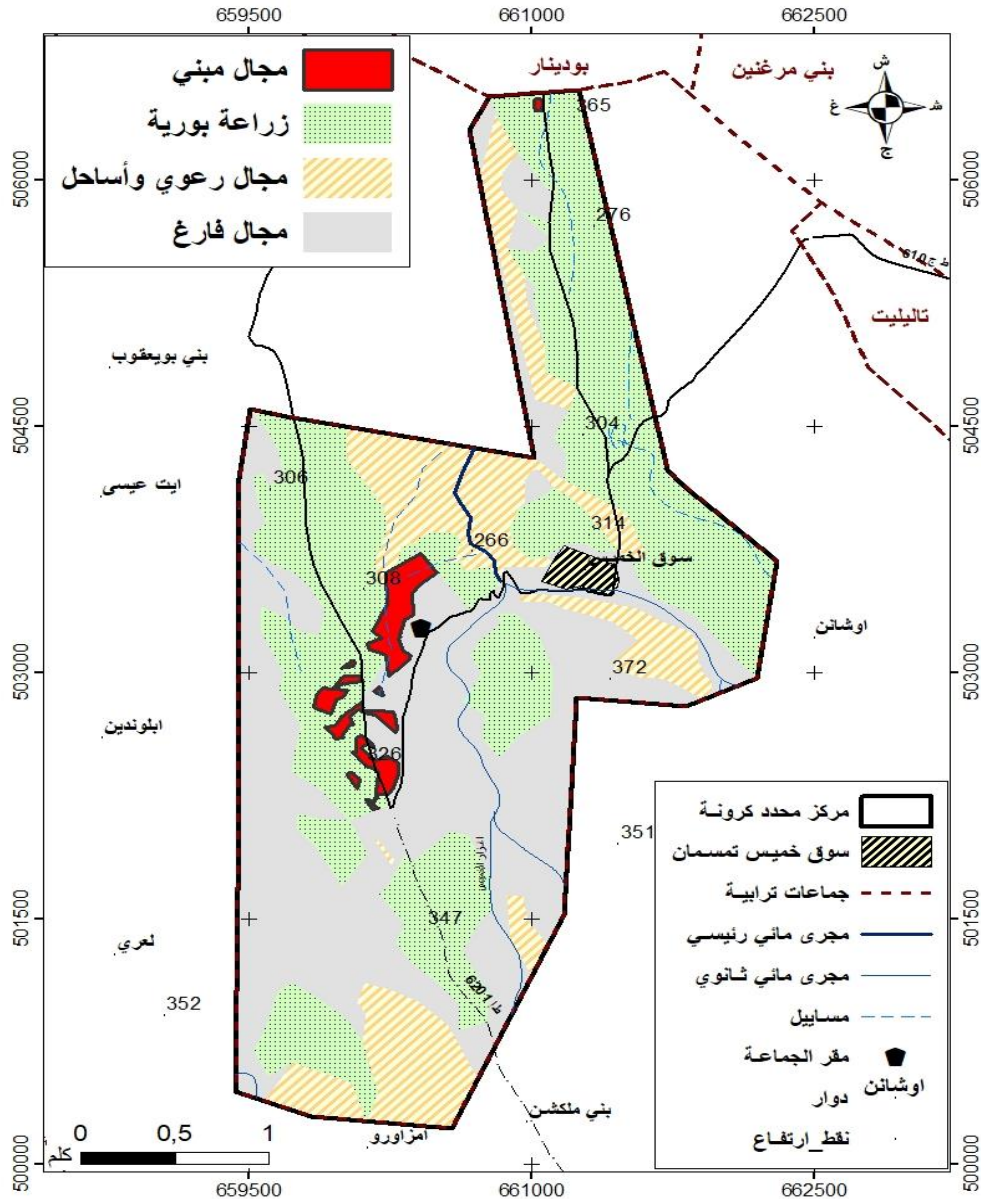 659500 661000 662500
مجال مبني
زراعة بورية
مجال رعوي وأساحل
مجال فارغ
بودينار
بني مرغنين
ش
غ
ش
ج
365
506000 506000
276
ط ج 610
تاليليت
بني بويعقوب
504500 504500
304
306
ايت عيسى
314
266
سوق الخميس
308
اوشانن
503000 503000
372
ابلوندين
326
351
مركز محدد كرونة
سوق خميس تمسمان
جماعات ترابية
مجرى مائي رئيسي
مجرى مائي ثانوي
مساييل
مقر الجماعة
اوشانن
دوار
نقط_ارتفاع
501500 501500
347
لعري
352
ط إ 6201
بني ملكشن
امزاورو
0 0,5 1
كلم
500000 500000
659500 661000 662500